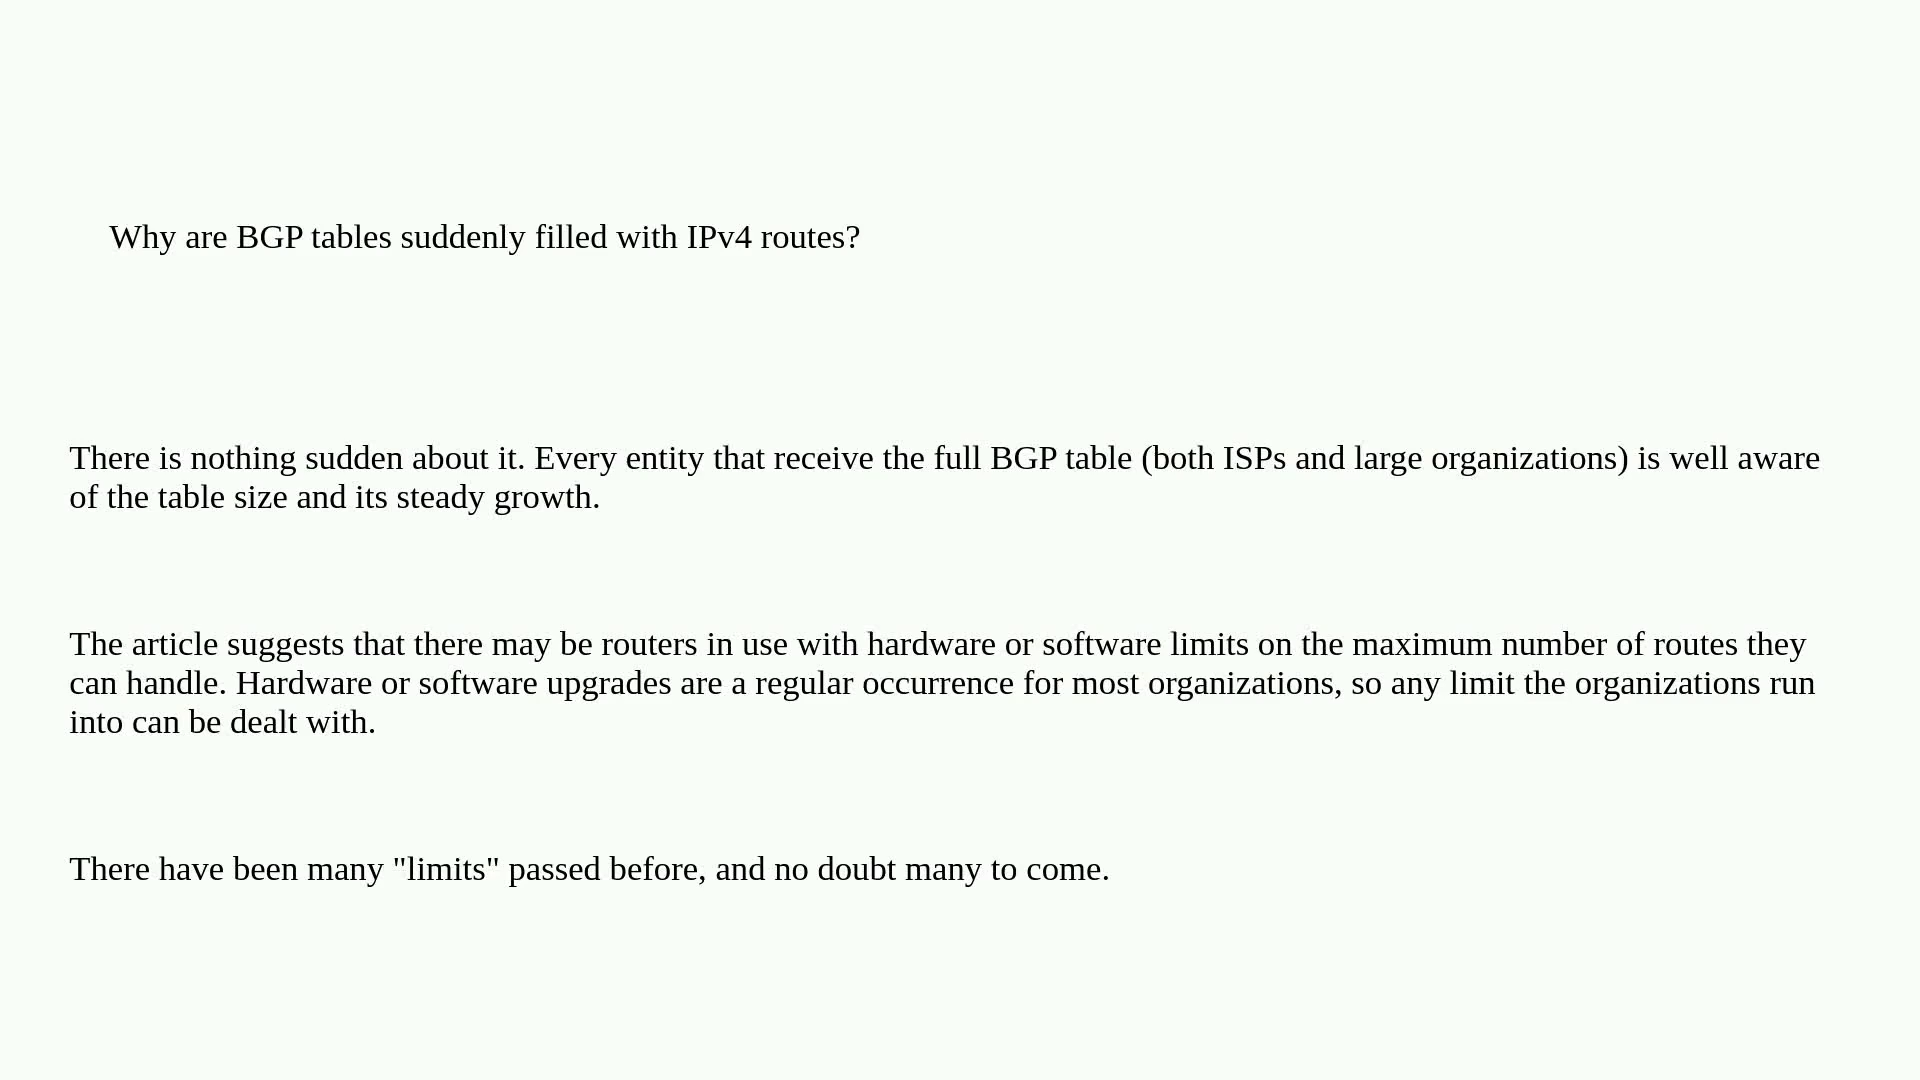 Why are BGP tables suddenly filled with IPv4 routes?
There is nothing sudden about it. Every entity that receive the full BGP table (both ISPs and large organizations) is well aware
of the table size and its steady growth.
The article suggests that there may be routers in use with hardware or software limits on the maximum number of routes they
can handle. Hardware or software upgrades are a regular occurrence for most organizations, so any limit the organizations run
into can be dealt with.
There have been many "limits" passed before, and no doubt many to come.